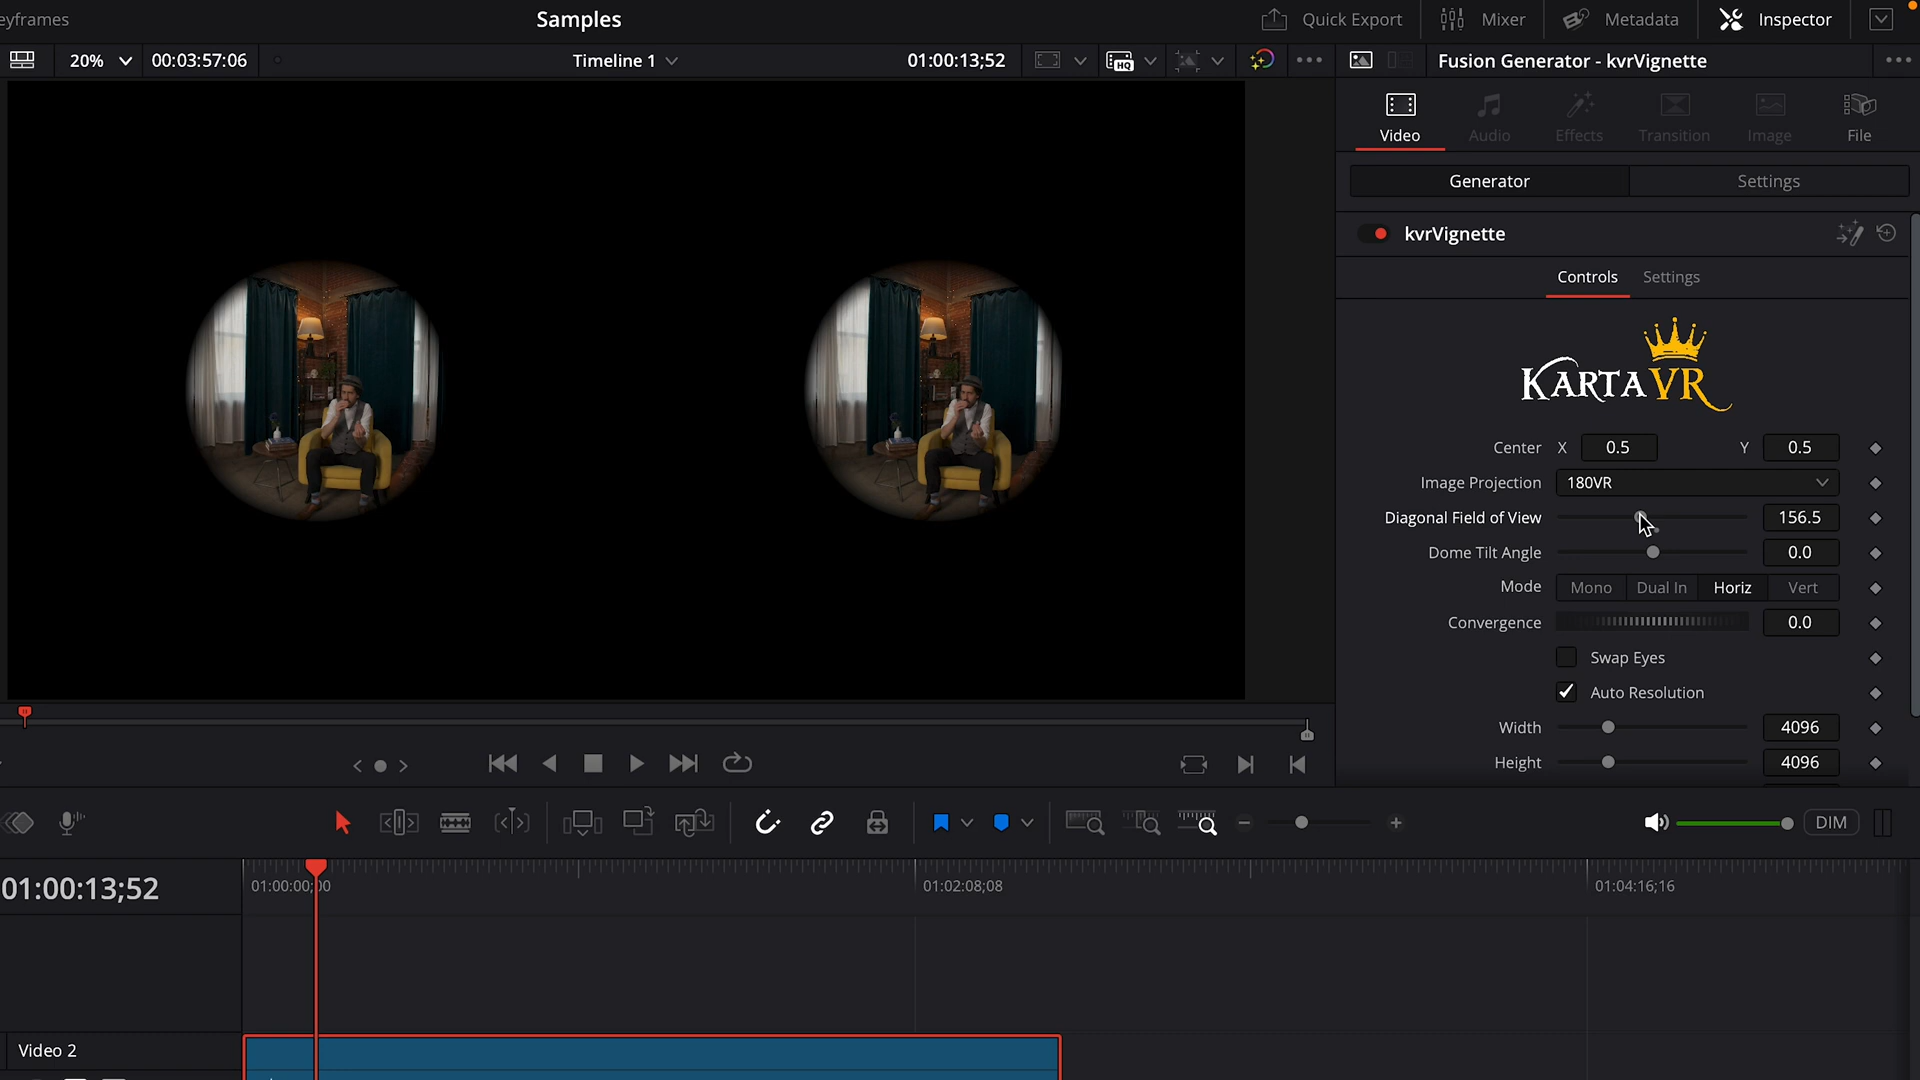 eyframes
Samples
Quick Export
Mixer
Metadata
Inspector
20%
00:03:57:06
Timeline 1
01:00:13;52
HQ
Fusion Generator - kvrVignette
Video
Audio
Effects
Transition
Image
File
Generator
Settings
kvrVignette
Controls
Settings
KARTAVR
Center X 0.5 Y 0.5
Image Projection 180VR
Diagonal Field of View 156.5
Dome Tilt Angle 0.0
Mode Mono Dual In Horiz Vert
Convergence 0.0
Swap Eyes
Auto Resolution
Width 4096
Height 4096
DIM
01:00:13;52
01:00:00;00
01:02:08;08
01:04:16;16
Video 2